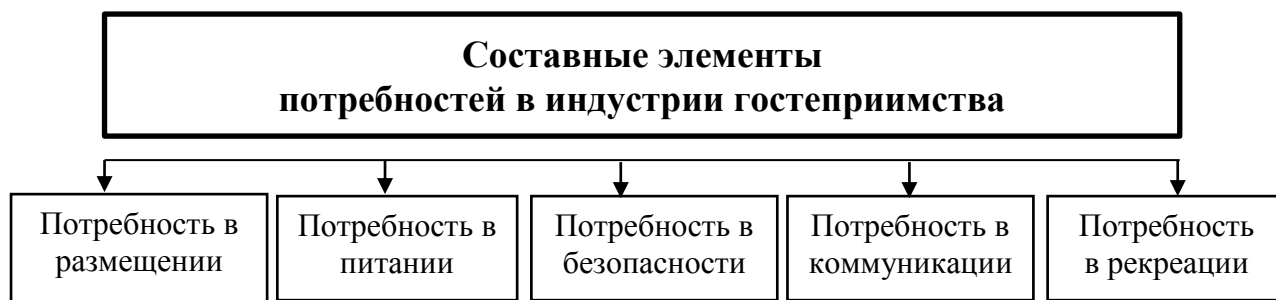 Составные элементы
потребностей в индустрии гостеприимства
Потребность в
размещении
Потребность в
питании
Потребность в
безопасности
Потребность в
коммуникации
Потребность
в рекреации